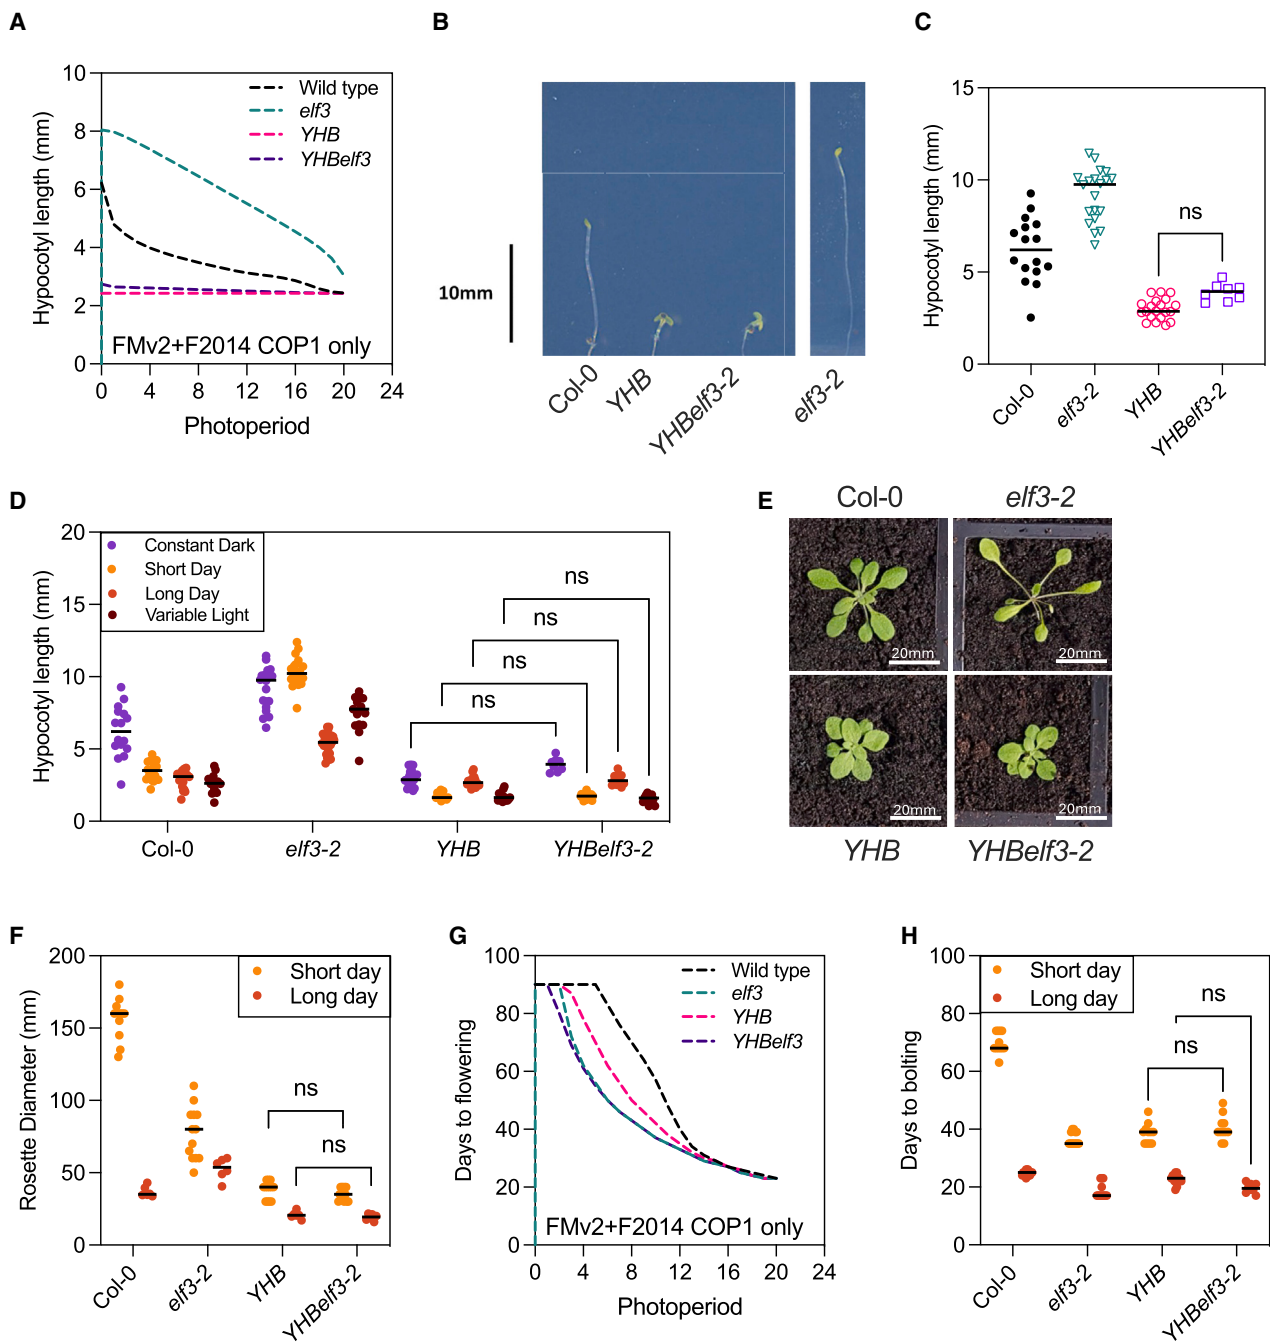 A
10
8
6
4
2
0
Hypocotyl length (mm)
Wild type
elf3
YHB
YHBelf3
FMv2+F2014 COP1 only
0 4 8 12 16 20 24
Photoperiod
B
10mm
Col-0
YHB
YHBelf3-2
elf3-2
C
15
10
5
0
Hypocotyl length (mm)
ns
Col-0
elf3-2
YHB
YHBelf3-2
D
20
15
10
5
0
Hypocotyl length (mm)
Constant Dark
Short Day
Long Day
Variable Light
ns
ns
ns
ns
Col-0 elf3-2 YHB YHBelf3-2
E
Col-0 elf3-2
20mm 20mm
20mm 20mm
YHB YHBelf3-2
F
200
150
100
50
0
Rosette Diameter (mm)
Short day
Long day
ns
ns
Col-0
elf3-2
YHB
YHBelf3-2
G
100
80
60
40
20
0
Days to flowering
Wild type
elf3
YHB
YHBelf3
FMv2+F2014 COP1 only
0 4 8 12 16 20 24
Photoperiod
H
100
80
60
40
20
0
Days to bolting
Short day
Long day
ns
ns
Col-0
elf3-2
YHB
YHBelf3-2